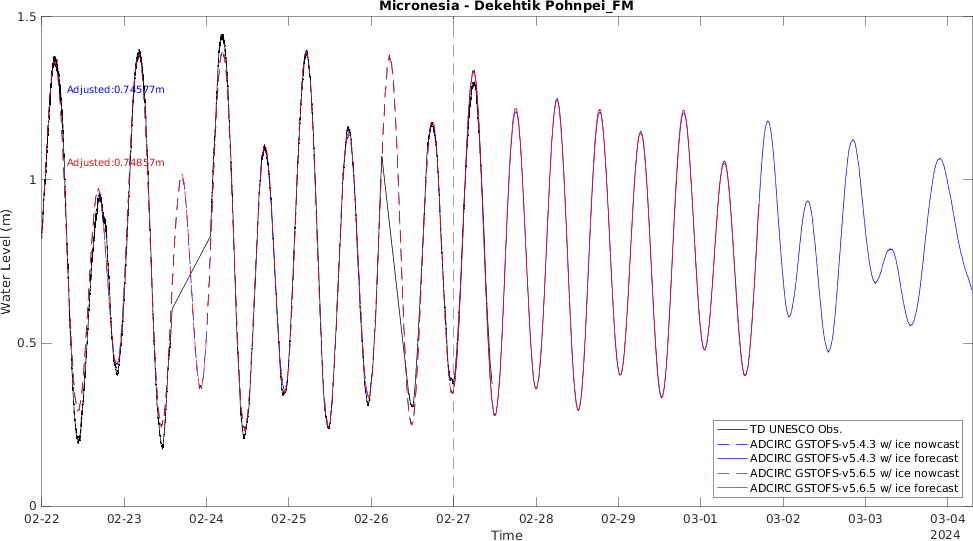 Micronesia - Dekehtik Pohnpei_FM
1.5
1
0.5
0
Water Level (m)
Adjusted:0.74577m
Adjusted:0.74857m
TD UNESCO Obs.
ADCIRC GSTOFS-v5.4.3 w/ ice nowcast
ADCIRC GSTOFS-v5.4.3 w/ ice forecast
ADCIRC GSTOFS-v5.6.5 w/ ice nowcast
ADCIRC GSTOFS-v5.6.5 w/ ice forecast
02-22 02-23 02-24 02-25 02-26 02-27 02-28 02-29 03-01 03-02 03-03 03-04
Time
2024